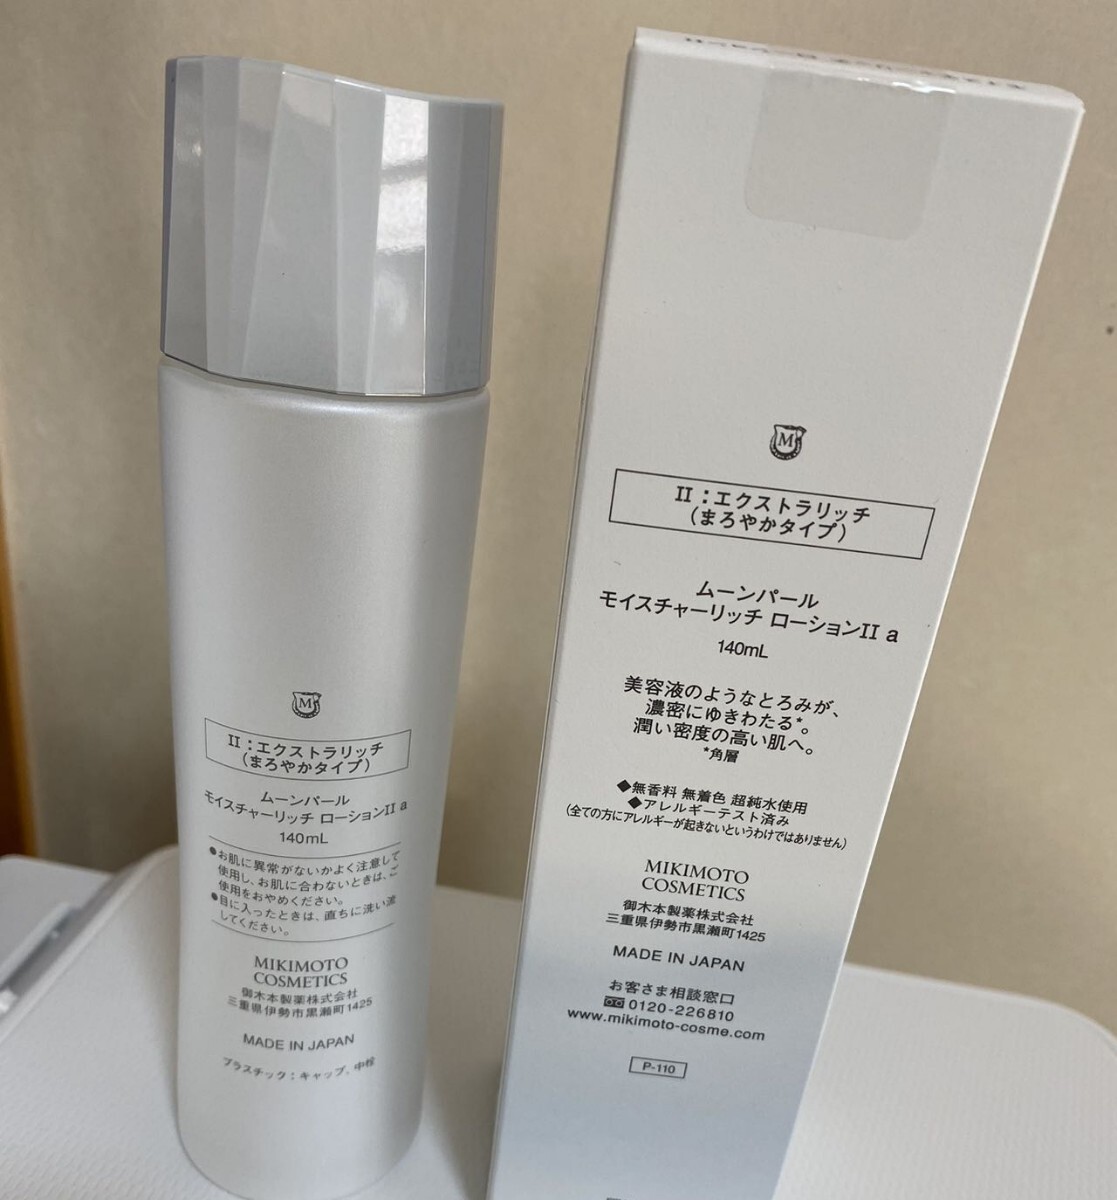 M
II：エクストラリッチ
（まろやかタイプ）
ムーンパール
モイスチャーリッチ ローションII a
140mL
●お肌に異常がないかよく注意して
使用し、お肌に合わないときは、ご
使用をおやめください。
●目に入ったときは、直ちに洗い流
してください。
MIKIMOTO
COSMETICS
御木本製薬株式会社
三重県伊勢市黒瀬町1425
MADE IN JAPAN
プラスチック：キャップ、中栓
M
II：エクストラリッチ
（まろやかタイプ）
ムーンパール
モイスチャーリッチ ローションII a
140mL
美容液のようなとろみが、
濃密にゆきわたる*。
潤い密度の高い肌へ。
*角層
◆無香料 無着色 超純水使用
◆アレルギーテスト済み
（全ての方にアレルギーが起きないというわけではありません）
MIKIMOTO
COSMETICS
御木本製薬株式会社
三重県伊勢市黒瀬町1425
MADE IN JAPAN
お客さま相談窓口
0120-226810
www.mikimoto-cosme.com
P-110